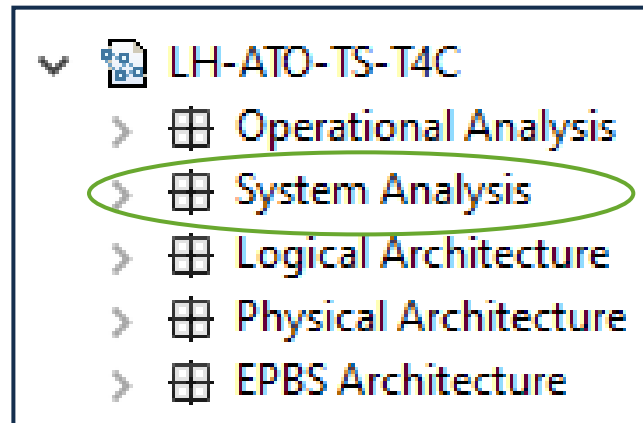 LH-ATO-TS-T4C
Operational Analysis
System Analysis
Logical Architecture
Physical Architecture
EPBS Architecture